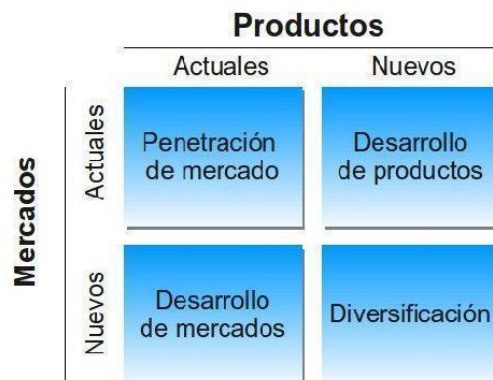 Productos
Actuales
Nuevos
Mercados
Actuales
Penetración
de mercado
Desarrollo
de productos
Nuevos
Desarrollo
de mercados
Diversificación